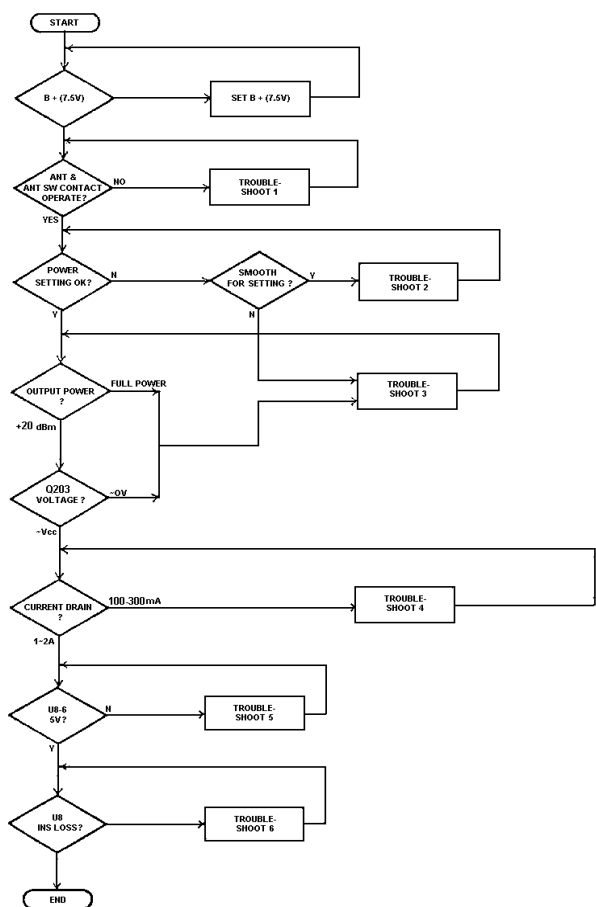 START
B + (7.5V)
SET B + (7.5V)
ANT &
ANT SW CONTACT
OPERATE?
NO
TROUBLE-
SHOOT 1
YES
POWER
SETTING OK?
N
SMOOTH
FOR SETTING ?
Y
TROUBLE-
SHOOT 2
Y
N
OUTPUT POWER
?
FULL POWER
TROUBLE-
SHOOT 3
+20 dBm
Q203
VOLTAGE ?
~0V
~Vcc
CURRENT DRAIN
?
100-300mA
TROUBLE-
SHOOT 4
1~2A
U8-6
5V?
N
TROUBLE-
SHOOT 5
Y
U8
INS LOSS?
TROUBLE-
SHOOT 6
END